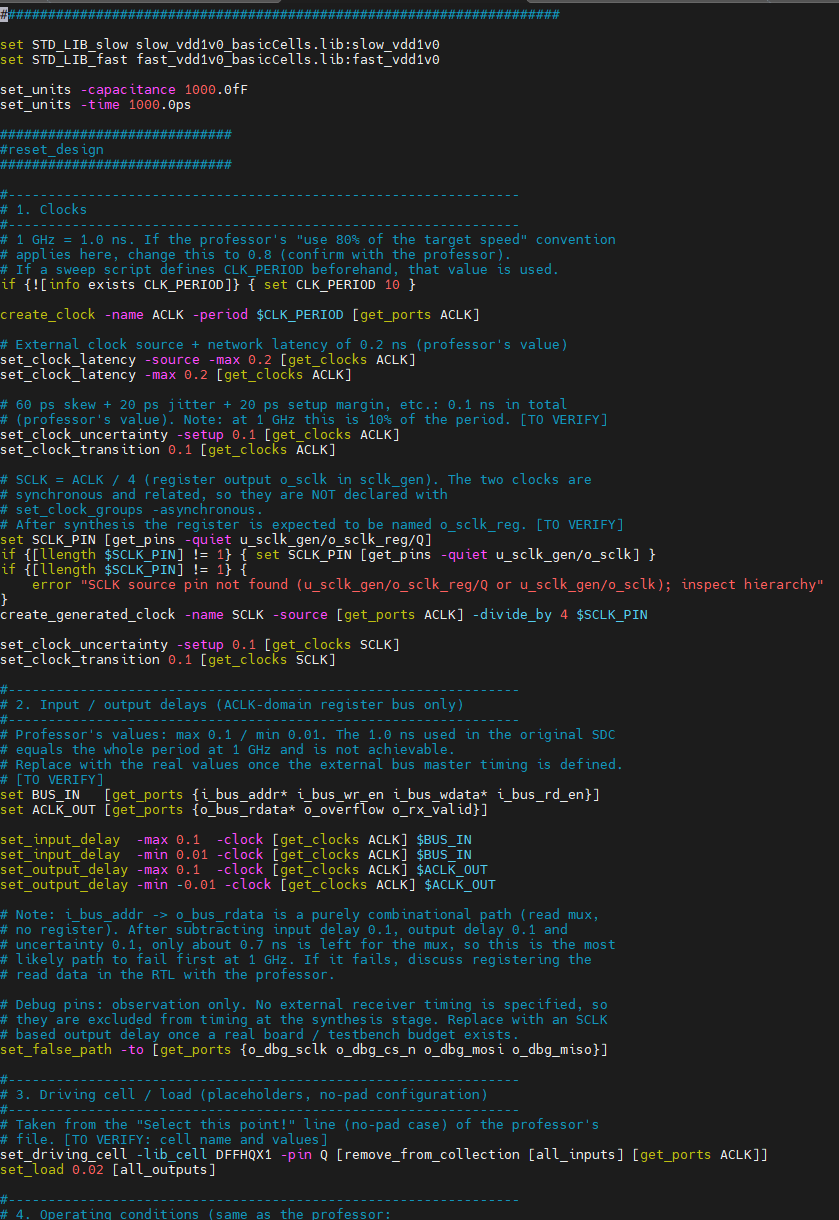 ######################################################################

set STD_LIB_slow slow_vdd1v0_basicCells.lib:slow_vdd1v0
set STD_LIB_fast fast_vdd1v0_basicCells.lib:fast_vdd1v0

set_units -capacitance 1000.0fF
set_units -time 1000.0ps

#############################
#reset_design
#############################

#----------------------------------------------------------------
# 1. Clocks
#----------------------------------------------------------------
# 1 GHz = 1.0 ns. If the professor's "use 80% of the target speed" convention
# applies here, change this to 0.8 (confirm with the professor).
# If a sweep script defines CLK_PERIOD beforehand, that value is used.
if {![info exists CLK_PERIOD]} { set CLK_PERIOD 10 }

create_clock -name ACLK -period $CLK_PERIOD [get_ports ACLK]

# External clock source + network latency of 0.2 ns (professor's value)
set_clock_latency -source -max 0.2 [get_clocks ACLK]
set_clock_latency -max 0.2 [get_clocks ACLK]

# 60 ps skew + 20 ps jitter + 20 ps setup margin, etc.: 0.1 ns in total
# (professor's value). Note: at 1 GHz this is 10% of the period. [TO VERIFY]
set_clock_uncertainty -setup 0.1 [get_clocks ACLK]
set_clock_transition 0.1 [get_clocks ACLK]

# SCLK = ACLK / 4 (register output o_sclk in sclk_gen). The two clocks are
# synchronous and related, so they are NOT declared with
# set_clock_groups -asynchronous.
# After synthesis the register is expected to be named o_sclk_reg. [TO VERIFY]
set SCLK_PIN [get_pins -quiet u_sclk_gen/o_sclk_reg/Q]
if {[llength $SCLK_PIN] != 1} { set SCLK_PIN [get_pins -quiet u_sclk_gen/o_sclk] }
if {[llength $SCLK_PIN] != 1} {
    error "SCLK source pin not found (u_sclk_gen/o_sclk_reg/Q or u_sclk_gen/o_sclk); inspect hierarchy"
}
create_generated_clock -name SCLK -source [get_ports ACLK] -divide_by 4 $SCLK_PIN

set_clock_uncertainty -setup 0.1 [get_clocks SCLK]
set_clock_transition 0.1 [get_clocks SCLK]

#----------------------------------------------------------------
# 2. Input / output delays (ACLK-domain register bus only)
#----------------------------------------------------------------
# Professor's values: max 0.1 / min 0.01. The 1.0 ns used in the original SDC
# equals the whole period at 1 GHz and is not achievable.
# Replace with the real values once the external bus master timing is defined.
# [TO VERIFY]
set BUS_IN   [get_ports {i_bus_addr* i_bus_wr_en i_bus_wdata* i_bus_rd_en}]
set ACLK_OUT [get_ports {o_bus_rdata* o_overflow o_rx_valid}]

set_input_delay  -max 0.1  -clock [get_clocks ACLK] $BUS_IN
set_input_delay  -min 0.01 -clock [get_clocks ACLK] $BUS_IN
set_output_delay -max 0.1  -clock [get_clocks ACLK] $ACLK_OUT
set_output_delay -min -0.01 -clock [get_clocks ACLK] $ACLK_OUT

# Note: i_bus_addr -> o_bus_rdata is a purely combinational path (read mux,
# no register). After subtracting input delay 0.1, output delay 0.1 and
# uncertainty 0.1, only about 0.7 ns is left for the mux, so this is the most
# likely path to fail first at 1 GHz. If it fails, discuss registering the
# read data in the RTL with the professor.

# Debug pins: observation only. No external receiver timing is specified, so
# they are excluded from timing at the synthesis stage. Replace with an SCLK
# based output delay once a real board / testbench budget exists.
set_false_path -to [get_ports {o_dbg_sclk o_dbg_cs_n o_dbg_mosi o_dbg_miso}]

#----------------------------------------------------------------
# 3. Driving cell / load (placeholders, no-pad configuration)
#----------------------------------------------------------------
# Taken from the "Select this point!" line (no-pad case) of the professor's
# file. [TO VERIFY: cell name and values]
set_driving_cell -lib_cell DFFHQX1 -pin Q [remove_from_collection [all_inputs] [get_ports ACLK]]
set_load 0.02 [all_outputs]

#----------------------------------------------------------------
# 4. Operating conditions (same as the professor: